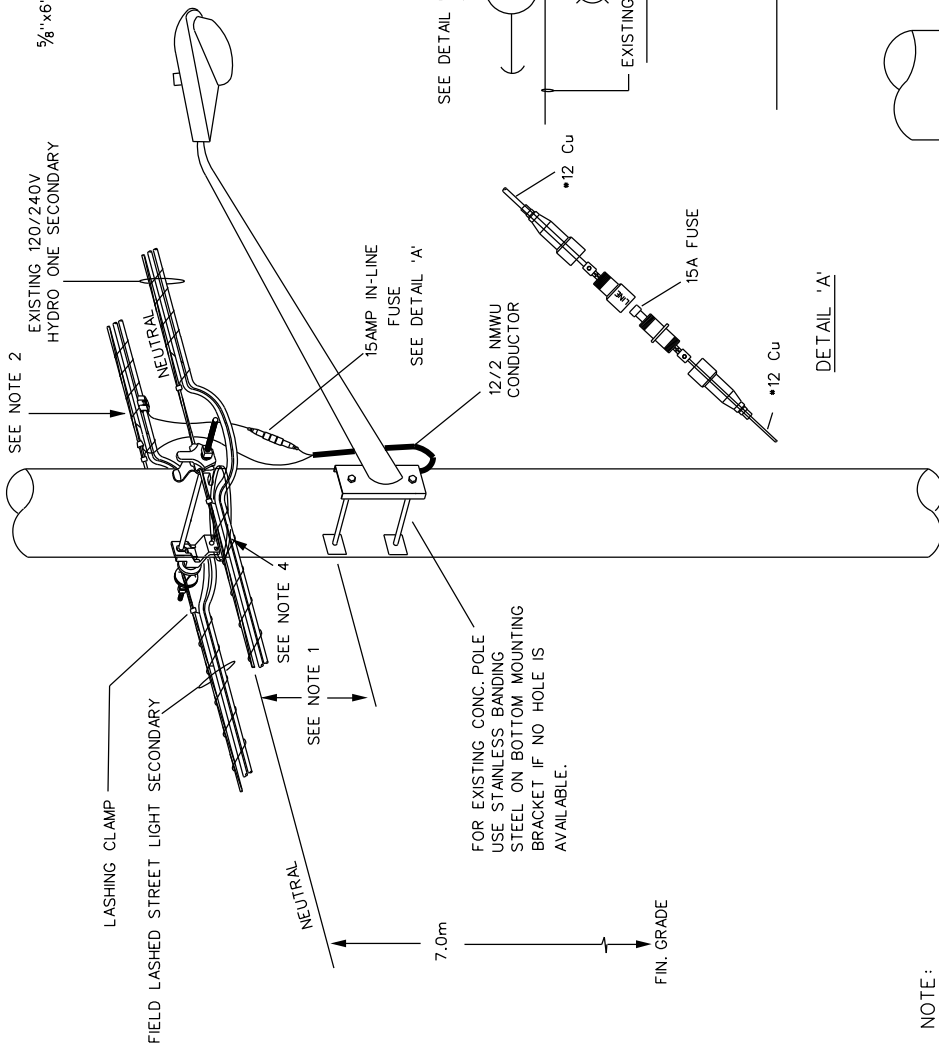 5/8"x6'
SEE NOTE 2
EXISTING 120/240V
HYDRO ONE SECONDARY
NEUTRAL
LASHING CLAMP
FIELD LASHED STREET LIGHT SECONDARY
SEE NOTE 4
SEE NOTE 1
NEUTRAL
7.0m
FIN. GRADE
15AMP IN-LINE
FUSE
SEE DETAIL 'A'
12/2 NMWU
CONDUCTOR
FOR EXISTING CONC. POLE
USE STAINLESS BANDING
STEEL ON BOTTOM MOUNTING
BRACKET IF NO HOLE IS
AVAILABLE.
SEE DETAIL
EXISTING
*12 Cu
LINE
15A FUSE
*12 Cu
DETAIL 'A'
NOTE: